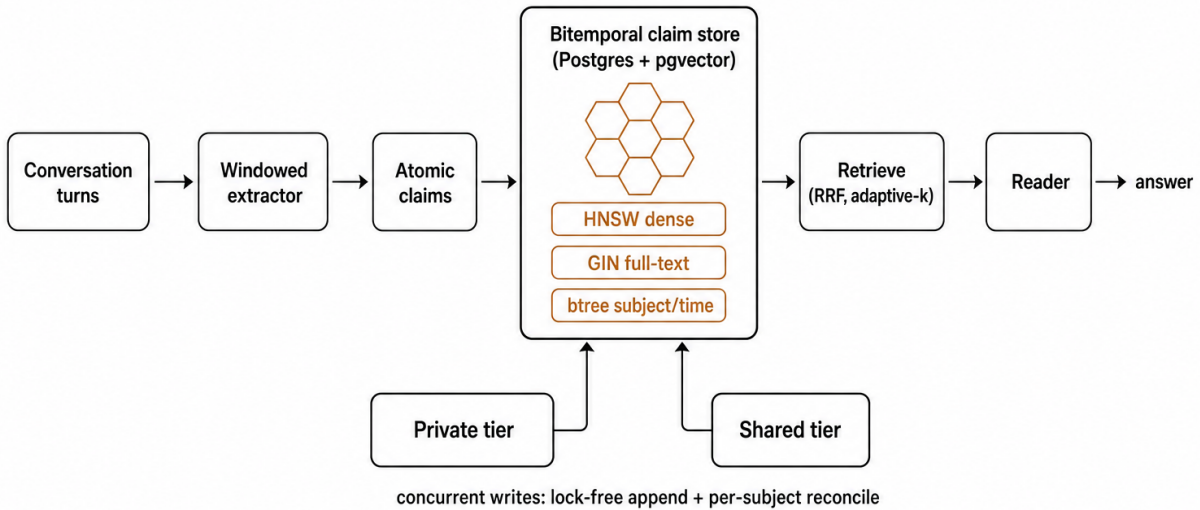 Bitemporal claim store
(Postgres + pgvector)
Conversation
turns
Windowed
extractor
Atomic
claims
HNSW dense
GIN full-text
btree subject/time
Retrieve
(RRF, adaptive-k)
Reader
answer
Private tier
Shared tier
concurrent writes: lock-free append + per-subject reconcile